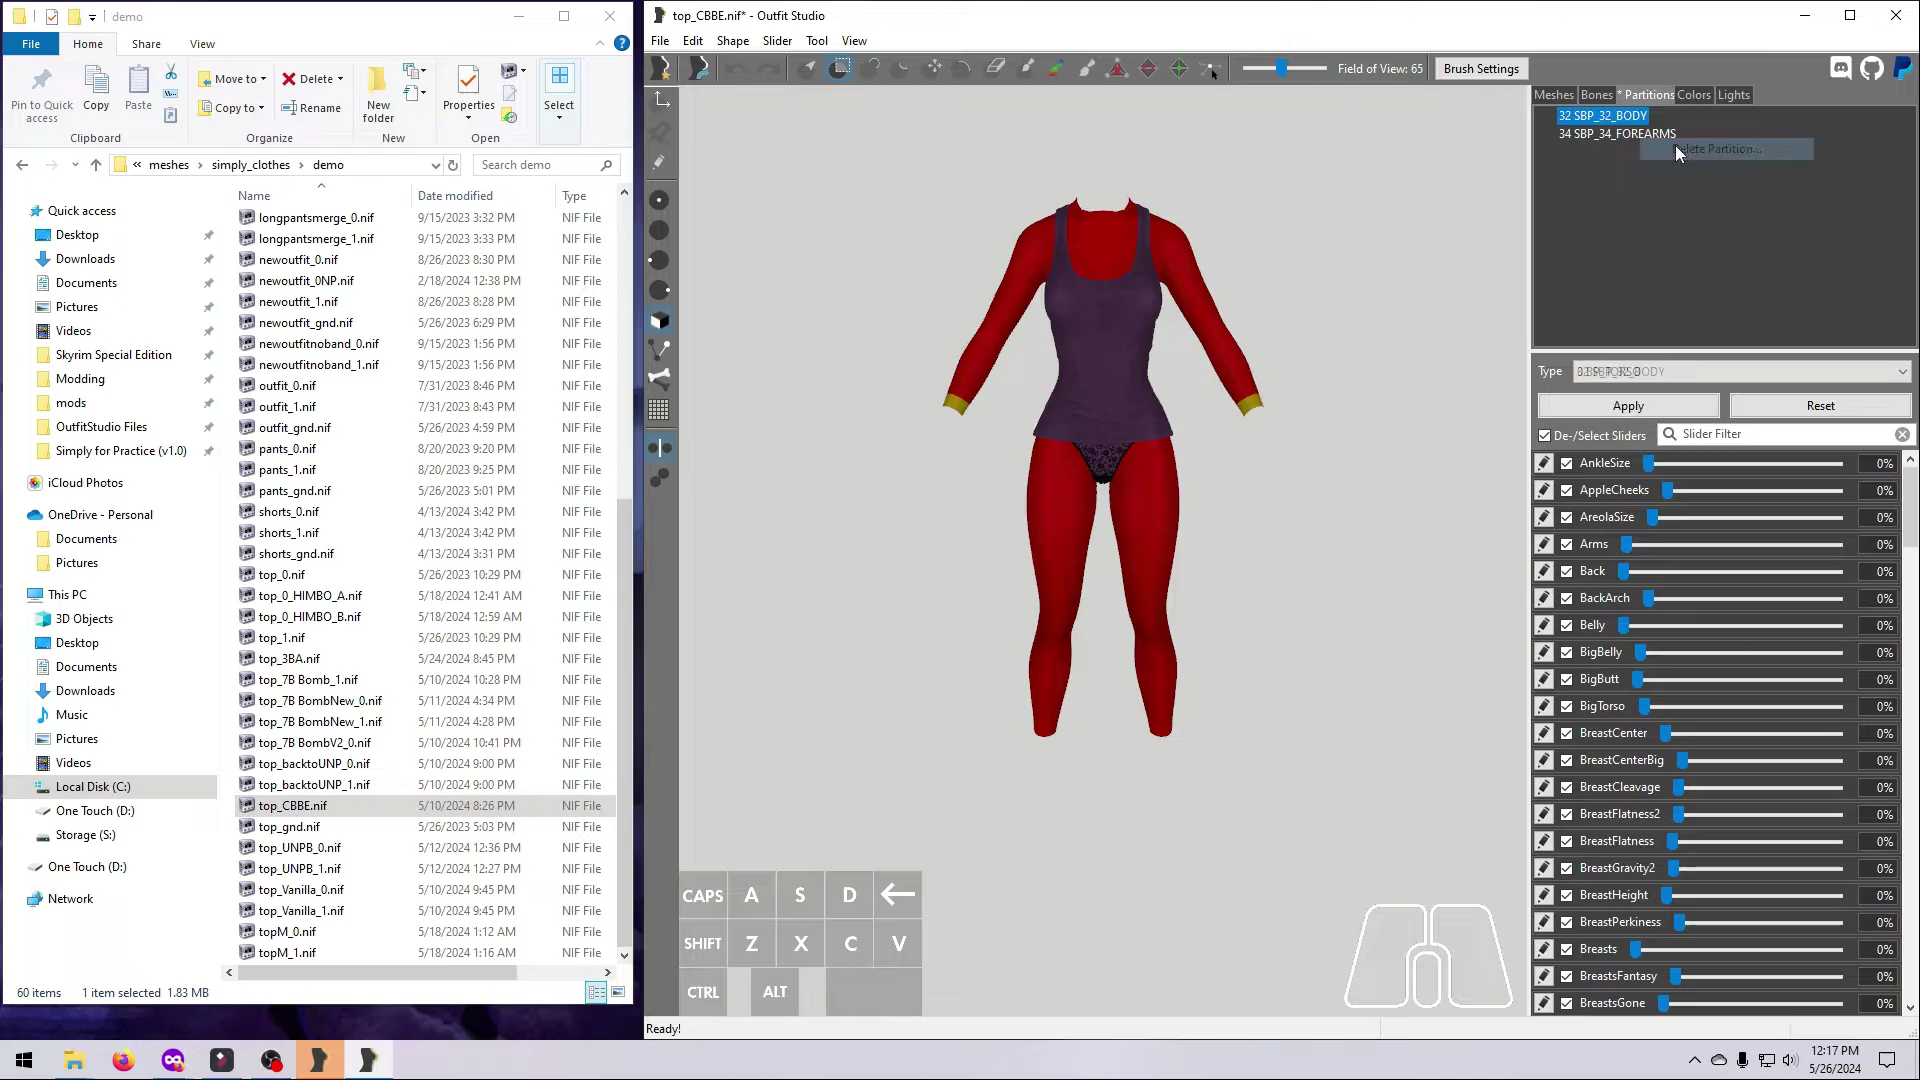 demo
File Home Share View
Pin to Quick access
Copy
Paste
Clipboard
Move to
Copy to
Delete
Rename
Organize
New folder
New
Properties
Open
Select
« meshes > simply_clothes > demo
Search demo
Quick access
Desktop
Downloads
Documents
Pictures
Videos
Skyrim Special Edition
Modding
mods
OutfitStudio Files
Simply for Practice (v1.0)
iCloud Photos
OneDrive - Personal
Documents
Pictures
This PC
3D Objects
Desktop
Documents
Downloads
Music
Pictures
Videos
Local Disk (C:)
One Touch (D:)
Storage (S:)
One Touch (D:)
Network
Name Date modified Type
longpantsmerge_0.nif 9/15/2023 3:32 PM NIF File
longpantsmerge_1.nif 9/15/2023 3:33 PM NIF File
newoutfit_0.nif 8/26/2023 8:30 PM NIF File
newoutfit_0NP.nif 2/18/2024 12:38 PM NIF File
newoutfit_1.nif 8/26/2023 8:28 PM NIF File
newoutfit_gnd.nif 5/26/2023 6:29 PM NIF File
newoutfitnoband_0.nif 9/15/2023 1:56 PM NIF File
newoutfitnoband_1.nif 9/15/2023 1:56 PM NIF File
outfit_0.nif 7/31/2023 8:46 PM NIF File
outfit_1.nif 7/31/2023 8:43 PM NIF File
outfit_gnd.nif 5/26/2023 4:59 PM NIF File
pants_0.nif 8/20/2023 9:20 PM NIF File
pants_1.nif 8/20/2023 9:25 PM NIF File
pants_gnd.nif 5/26/2023 5:01 PM NIF File
shorts_0.nif 4/13/2024 3:42 PM NIF File
shorts_1.nif 4/13/2024 3:42 PM NIF File
shorts_gnd.nif 4/13/2024 3:31 PM NIF File
top_0.nif 5/26/2023 10:29 PM NIF File
top_0_HIMBO_A.nif 5/18/2024 12:41 AM NIF File
top_0_HIMBO_B.nif 5/18/2024 12:59 AM NIF File
top_1.nif 5/26/2023 10:29 PM NIF File
top_3BA.nif 5/24/2024 8:45 PM NIF File
top_7B Bomb_1.nif 5/10/2024 10:28 PM NIF File
top_7B BombNew_0.nif 5/11/2024 4:34 PM NIF File
top_7B BombNew_1.nif 5/11/2024 4:28 PM NIF File
top_7B BombV2_0.nif 5/10/2024 10:41 PM NIF File
top_backtoUNP_0.nif 5/10/2024 9:00 PM NIF File
top_backtoUNP_1.nif 5/10/2024 9:00 PM NIF File
top_CBBE.nif 5/10/2024 8:26 PM NIF File
top_gnd.nif 5/26/2023 5:03 PM NIF File
top_UNPB_0.nif 5/12/2024 12:36 PM NIF File
top_UNPB_1.nif 5/12/2024 12:27 PM NIF File
top_Vanilla_0.nif 5/10/2024 9:45 PM NIF File
top_Vanilla_1.nif 5/10/2024 9:45 PM NIF File
topM_0.nif 5/18/2024 1:12 AM NIF File
topM_1.nif 5/18/2024 1:16 AM NIF File
60 items 1 item selected 1.83 MB
top_CBBE.nif* - Outfit Studio
File Edit Shape Slider Tool View
Field of View: 65
Brush Settings
Meshes Bones * Partitions Colors Lights
32 SBP_32_BODY
34 SBP_34_FOREARMS
Delete Partition...
Type
Apply Reset
De-/Select Sliders Slider Filter
AnkleSize 0%
AppleCheeks 0%
AreolaSize 0%
Arms 0%
Back 0%
BackArch 0%
Belly 0%
BigBelly 0%
BigButt 0%
BigTorso 0%
BreastCenter 0%
BreastCenterBig 0%
BreastCleavage 0%
BreastFlatness2 0%
BreastFlatness 0%
BreastGravity2 0%
BreastHeight 0%
BreastPerkiness 0%
Breasts 0%
BreastsFantasy 0%
BreastsGone 0%
CAPS A S D
SHIFT Z X C V
CTRL ALT
Ready!
12:17 PM
5/26/2024